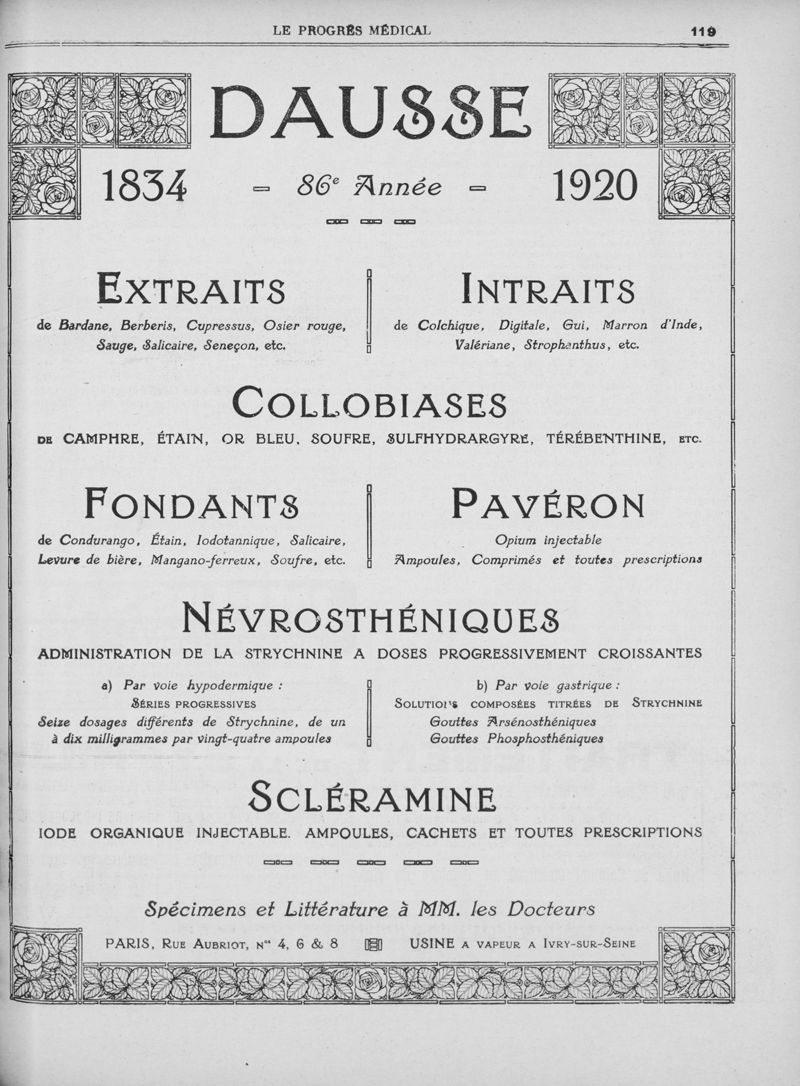 LE PROGRÈS MÉDICAL
119
DAUSSE
1834 = 86e Année = 1920
EXTRAITS
de Bardane, Berberis, Cupressus, Osier rouge,
Sauge, Salicaire, Seneçon, etc.
INTRAITS
de Colchique, Digitale, Gui, Marron d'Inde,
Valériane, Strophanthus, etc.
COLLOBIASES
DE CAMPHRE, ÉTAIN, OR BLEU, SOUFRE, SULFHYDRARGYRE, TÉRÉBENTHINE, ETC.
FONDANTS
de Condurango, Étain, Iodotannique, Salicaire,
Levure de bière, Mangano-ferreux, Soufre, etc.
PAVÉRON
Opium injectable
Ampoules, Comprimés et toutes prescriptions
NÉVROSTHÉNIQUES
ADMINISTRATION DE LA STRYCHNINE A DOSES PROGRESSIVEMENT CROISSANTES
a) Par voie hypodermique :
SÉRIES PROGRESSIVES
Seize dosages différents de Strychnine, de un
à dix milligrammes par vingt-quatre ampoules
b) Par voie gastrique :
SOLUTIONS COMPOSÉES TITRÉES DE STRYCHNINE
Gouttes Arsénosthéniques
Gouttes Phosphosthéniques
SCLÉRAMINE
IODE ORGANIQUE INJECTABLE. AMPOULES, CACHETS ET TOUTES PRESCRIPTIONS
Spécimens et Littérature à MM. les Docteurs
PARIS, RUE AUBRIOT, Nos 4, 6 & 8 USINE A VAPEUR A IVRY-SUR-SEINE